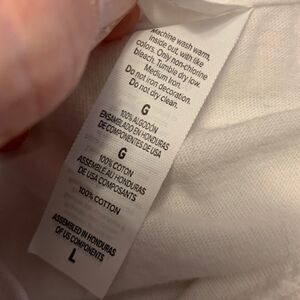 Machine wash warm,
inside out, with like
colors. Only non-chlorine
bleach. Tumble dry low.
Medium Iron.
Do not iron decoration.
Do not dry clean.
G
100% ALGODÓN
ENSAMBLADO EN HONDURAS
DE COMPONENTES DE USA
G
100% COTON
ASSEMBLÉ AU HONDURAS
DE USA COMPOSANTS
100% COTTON
ASSEMBLED IN HONDURAS
OF US COMPONENTS
L